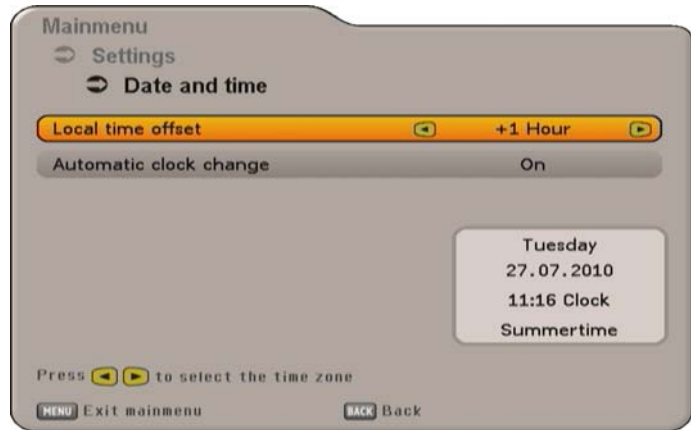 Mainmenu
Settings
Date and time
Local time offset +1 Hour
Automatic clock change On
Tuesday
27.07.2010
11:16 Clock
Summertime
Press to select the time zone
MENU Exit mainmenu BACK Back